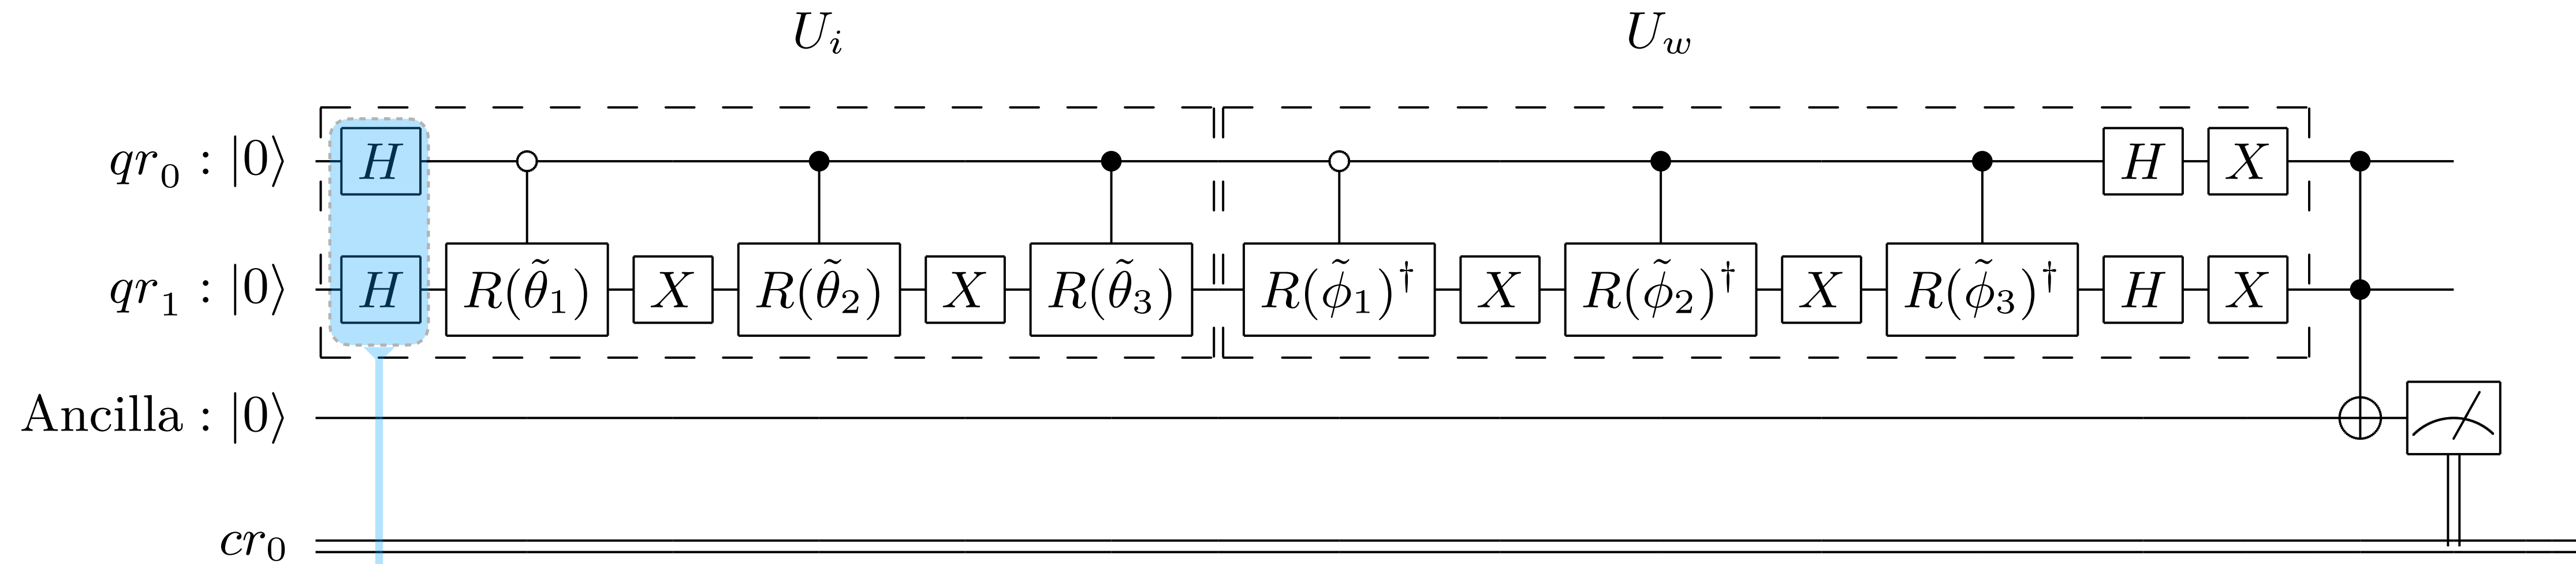 U_i U_w
qr_0 : |0⟩ H H X
qr_1 : |0⟩ H R(θ̃_1) X R(θ̃_2) X R(θ̃_3) R(ϕ̃_1)† X R(ϕ̃_2)† X R(ϕ̃_3)† H X
Ancilla : |0⟩
cr_0